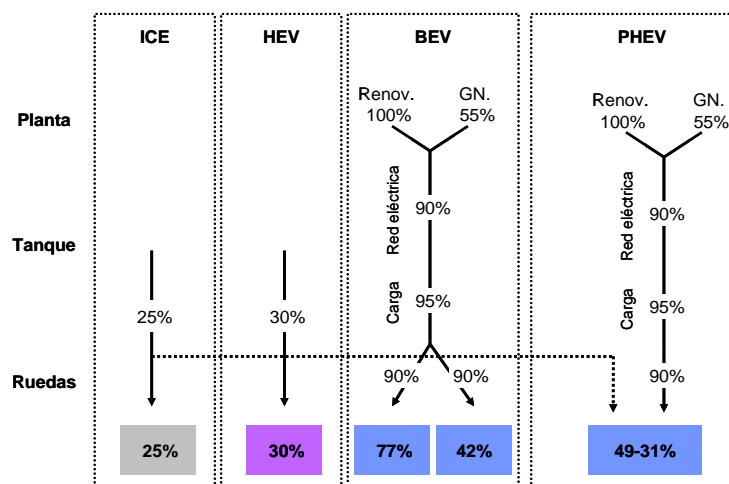 ICE HEV BEV PHEV
Renov. GN. Renov. GN.
Planta 100% 55% 100% 55%
Red eléctrica 90% Red eléctrica 90%
Tanque
25% 30% Carga 95% Carga 95%
Ruedas 90% 90% 90%
25% 30% 77% 42% 49-31%